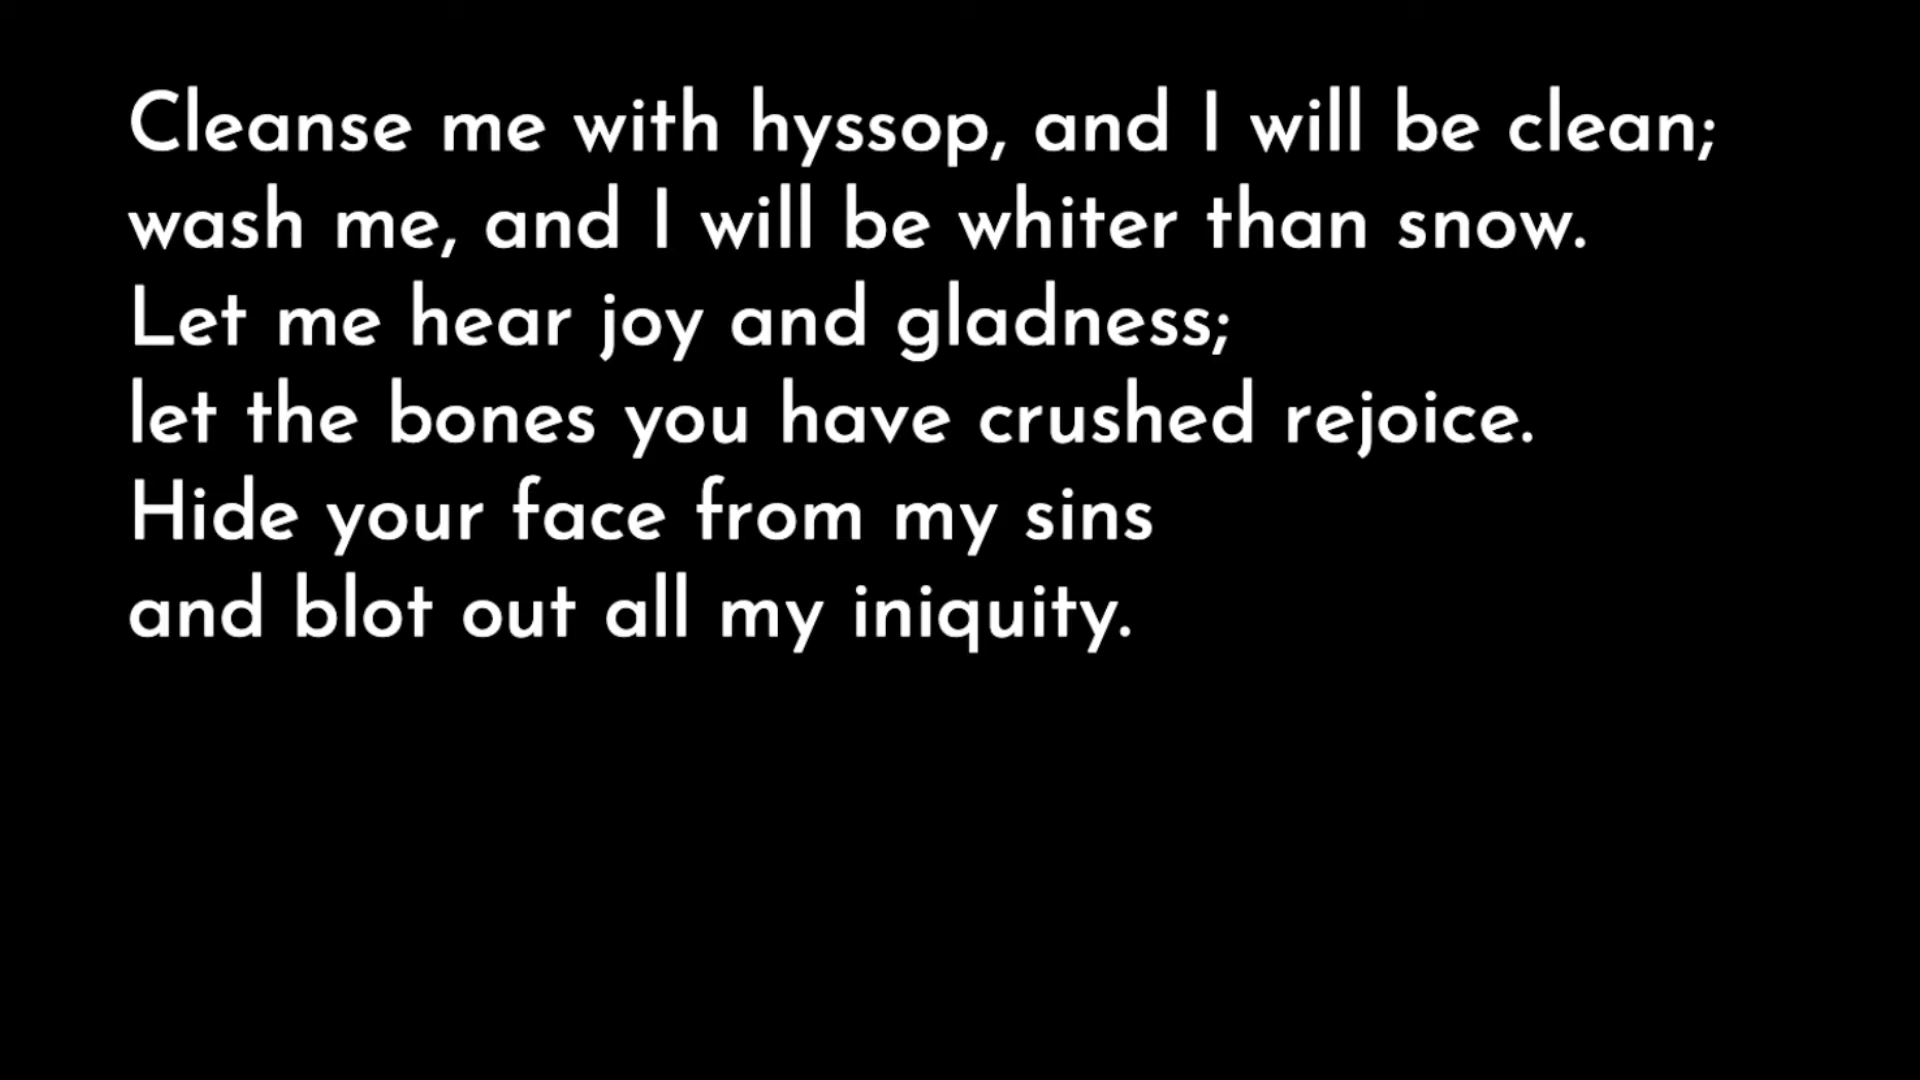 Cleanse me with hyssop, and I will be clean;
wash me, and I will be whiter than snow.
Let me hear joy and gladness;
let the bones you have crushed rejoice.
Hide your face from my sins
and blot out all my iniquity.